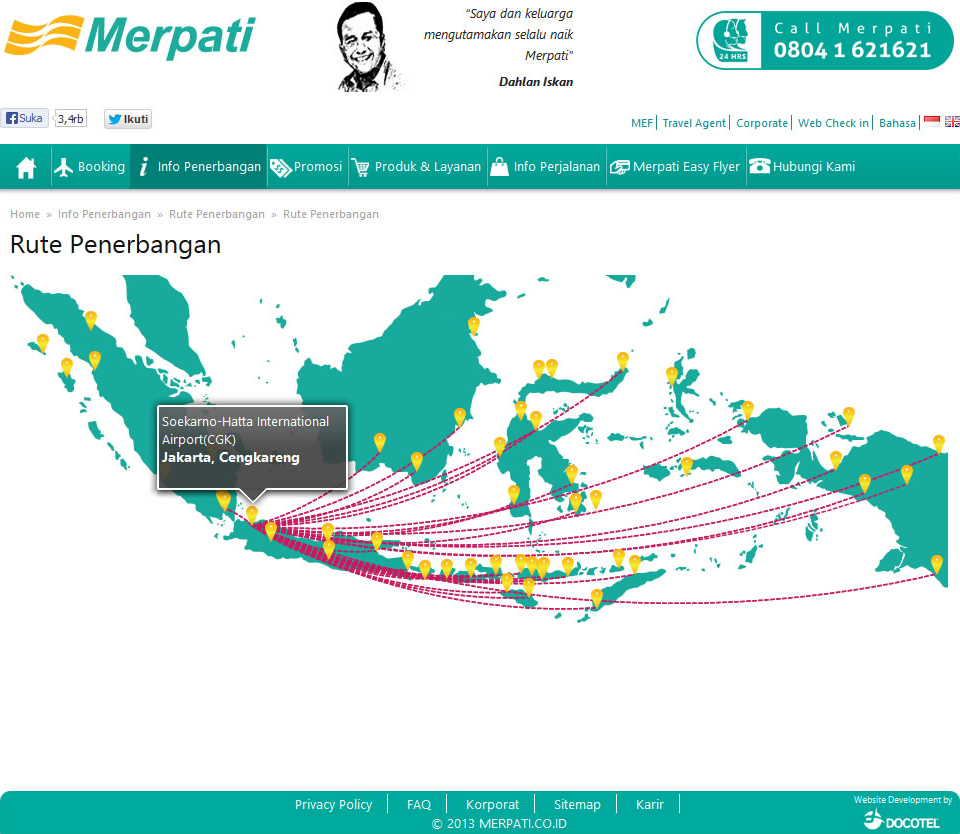 Merpati
"Saya dan keluarga
mengutamakan selalu naik
Merpati"
Dahlan Iskan
24 HRS
Call Merpati
0804 1 621621
Suka
3,4rb
Ikuti
MEF
Travel Agent
Corporate
Web Check in
Bahasa
Booking
Info Penerbangan
Promosi
Produk & Layanan
Info Perjalanan
Merpati Easy Flyer
Hubungi Kami
Home » Info Penerbangan » Rute Penerbangan » Rute Penerbangan
Rute Penerbangan
Soekarno-Hatta International
Airport(CGK)
Jakarta, Cengkareng
Privacy Policy
FAQ
Korporat
Sitemap
Karir
© 2013 MERPATI.CO.ID
Website Development by
DOCOTEL